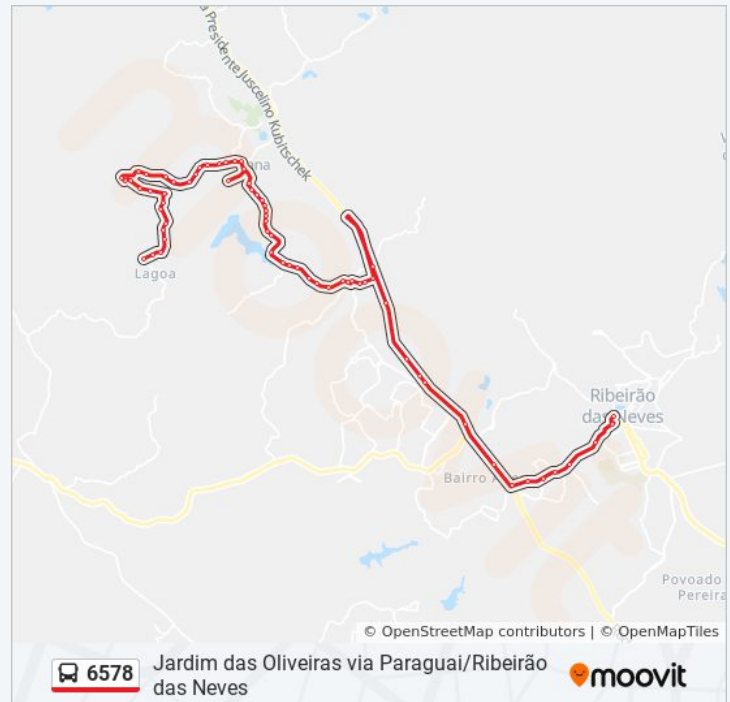 a Presidente Juscelino Kubitschek
ana
Lagoa
Ribeirão
das Neves
Bairro A
Povoado
Pereira
© OpenStreetMap contributors | © OpenMapTiles
6578
Jardim das Oliveiras via Paraguai/Ribeirão
das Neves
moovit